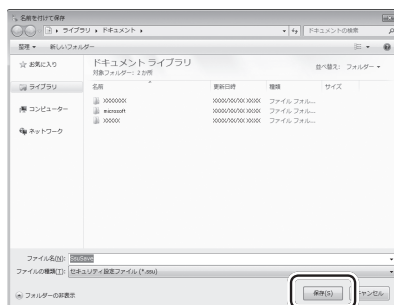 名前を付けて保存
ライブラリ ▸ ドキュメント ▸
ドキュメントの検索
整理 ▼ 新しいフォルダー
お気に入り
ライブラリ
コンピューター
ネットワーク
ドキュメント ライブラリ
対象フォルダー: 2か所
並べ替え: フォルダー ▼
名前 更新日時 種類 サイズ
XXXXXXX XXXX/XX/XX XX:XX ファイル フォル...
microsoft XXXX/XX/XX XX:XX ファイル フォル...
XXXXX XXXX/XX/XX XX:XX ファイル フォル...
ファイル名(N):
ファイルの種類(T): セキュリティ設定ファイル (*.ssu)
フォルダーの非表示
保存(S)
キャンセル